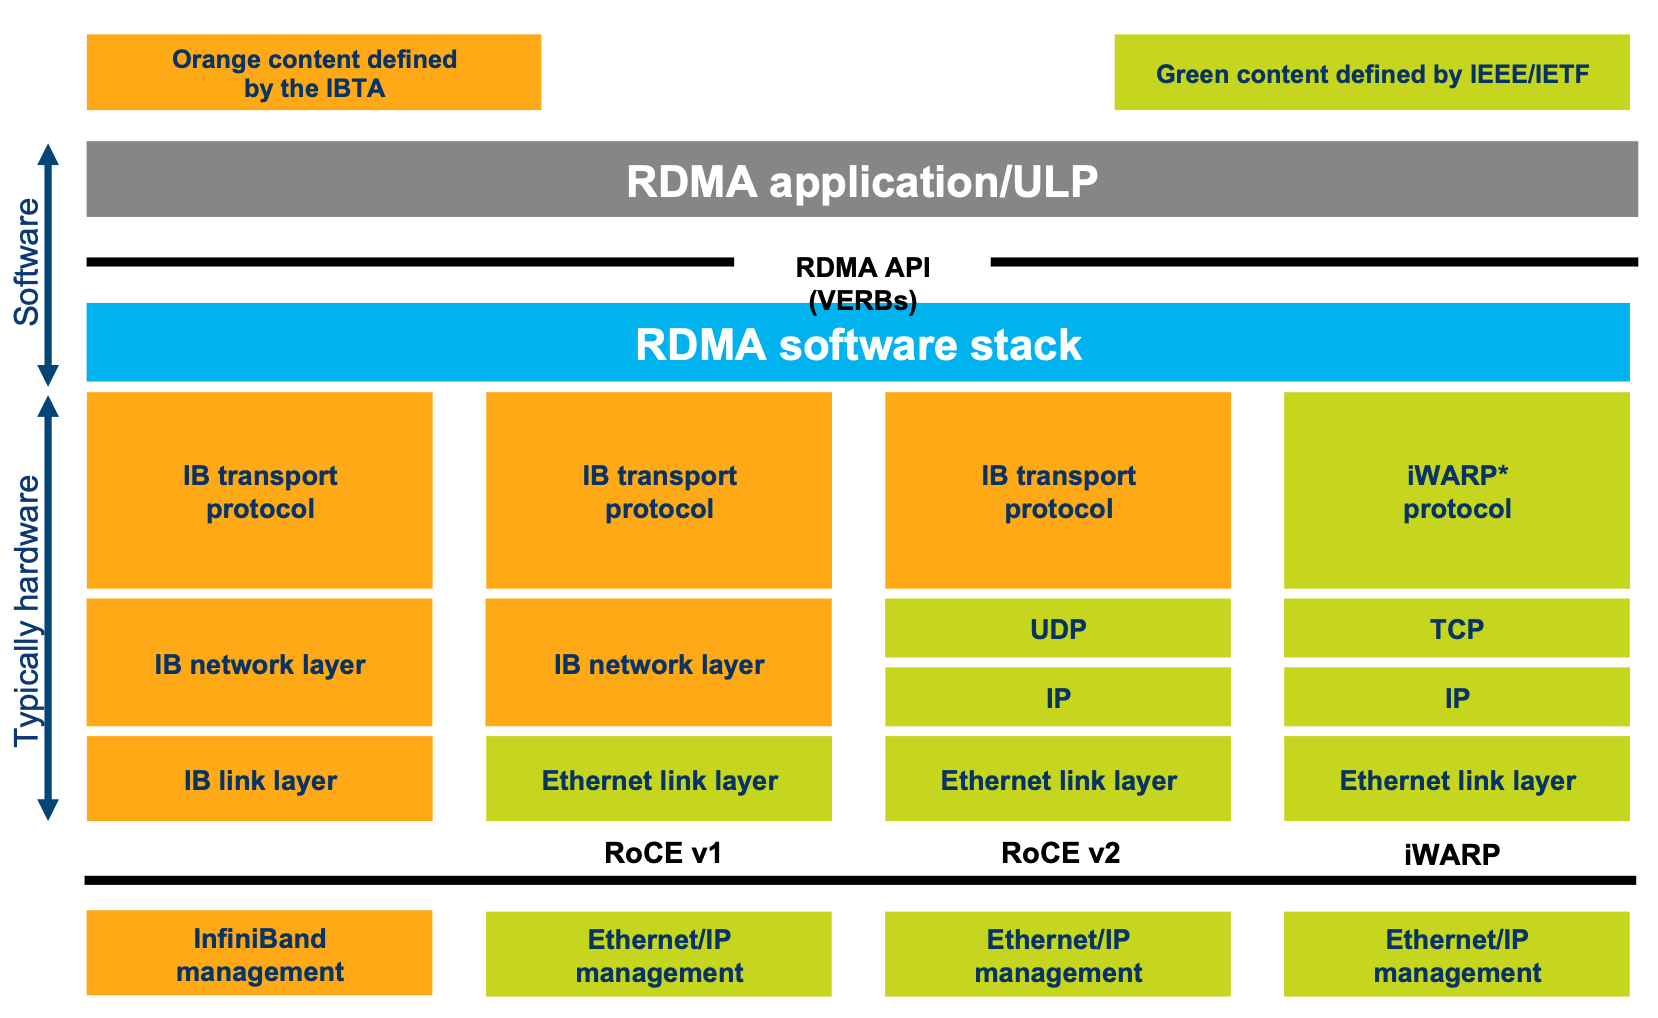 Orange content defined
by the IBTA
Green content defined by IEEE/IETF
Software
RDMA application/ULP
RDMA API
(VERBs)
RDMA software stack
Typically hardware
IB transport
protocol
IB transport
protocol
IB transport
protocol
iWARP*
protocol
IB network layer
IB network layer
UDP
TCP
IP
IP
IB link layer
Ethernet link layer
Ethernet link layer
Ethernet link layer
RoCE v1
RoCE v2
iWARP
InfiniBand
management
Ethernet/IP
management
Ethernet/IP
management
Ethernet/IP
management